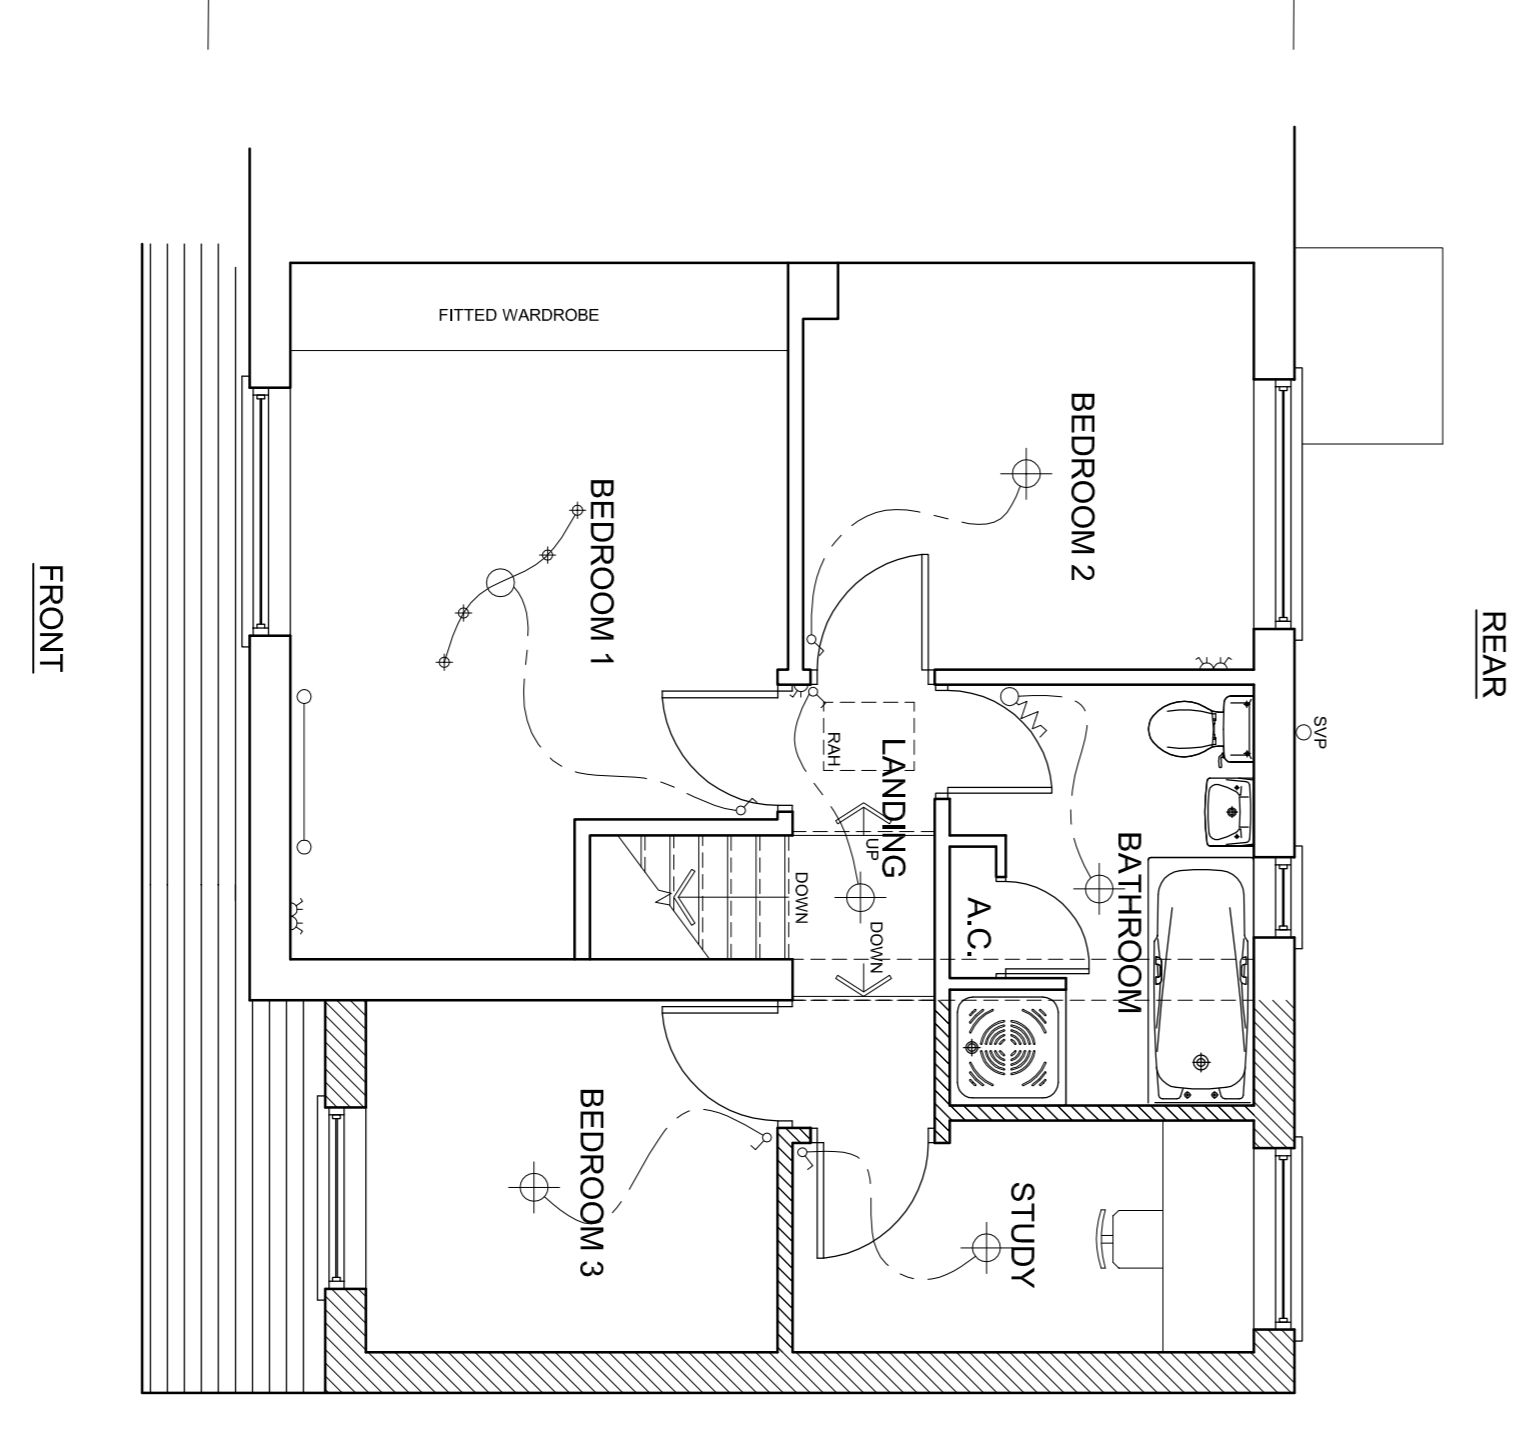 FITTED WARDROBE
BEDROOM 2
BEDROOM 1
FRONT
REAR
SVP
RAH
LANDING
UP
DOWN
DOWN
A.C.
BATHROOM
BEDROOM 3
STUDY